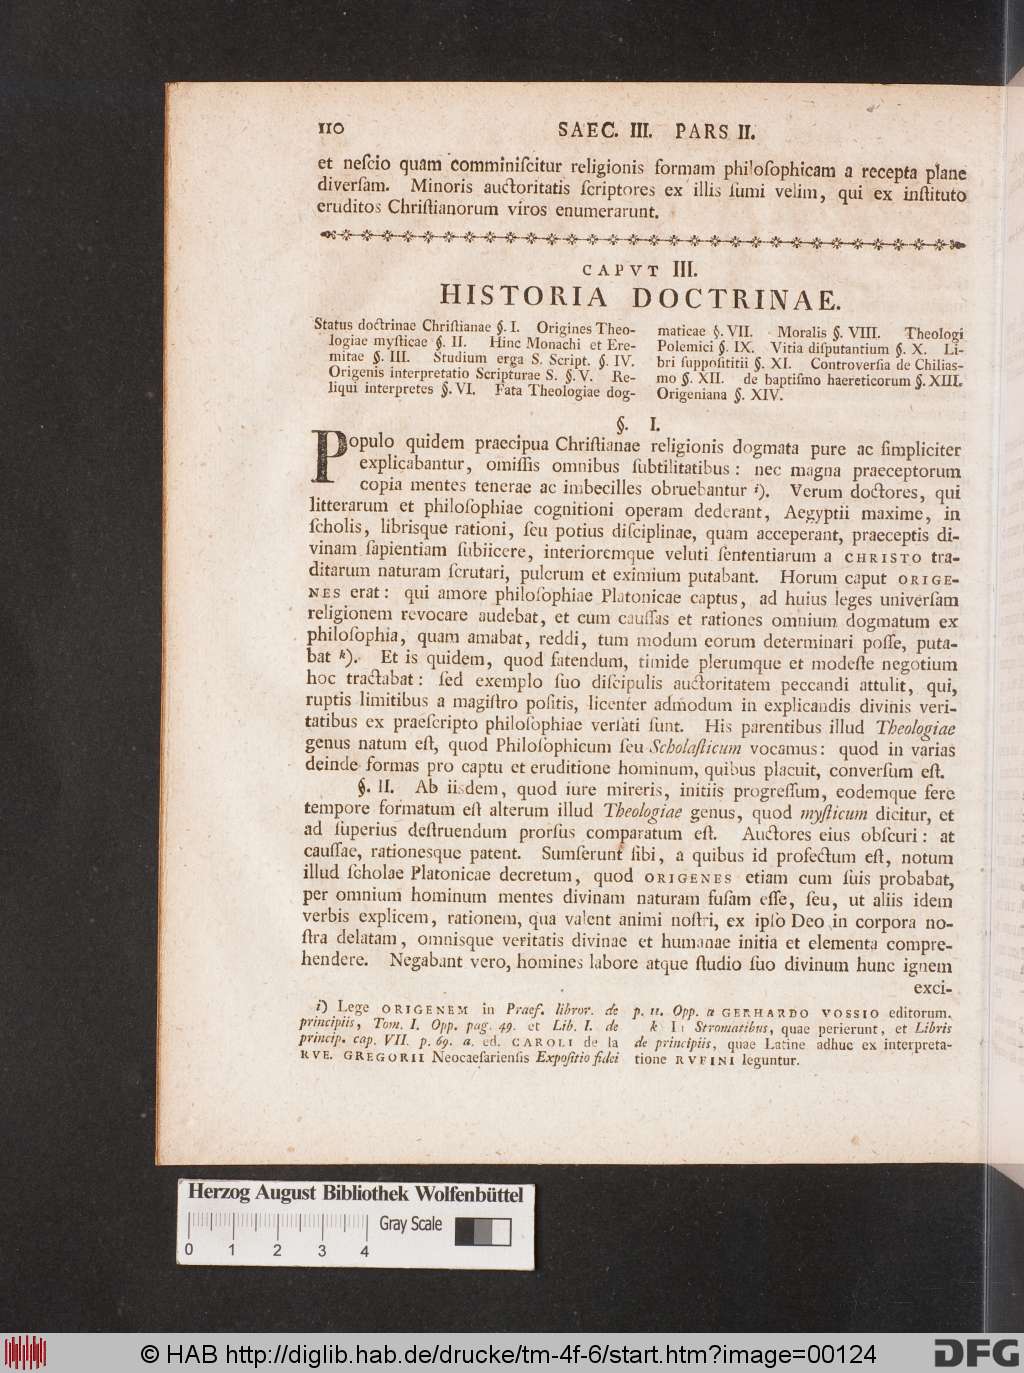 110 SAEC. III. PARS II.
et neſcio quam comminiſcitur religionis formam philoſophicam a recepta plane
diverſam. Minoris auctoritatis ſcriptores ex illis ſumi velim, qui ex inſtituto
eruditos Chriſtianorum viros enumerarunt.
CAPVT III.
HISTORIA DOCTRINAE.
Status doctrinae Chriſtianae §. I. Origines Theo-
logiae myſticae §. II. Hinc Monachi et Ere-
mitae §. III. Studium erga S. Script. §. IV.
Origenis interpretatio Scripturae S. §. V. Re-
liqui interpretes §. VI. Fata Theologiae dog-
maticae §. VII. Moralis §. VIII. Theologi
Polemici §. IX. Vitia diſputantium §. X. Li-
bri ſuppoſititii §. XI. Controverſia de Chilias-
mo §. XII. de baptiſmo haereticorum §. XIII.
Origeniana §. XIV.
§. I.
Populo quidem praecipua Chriſtianae religionis dogmata pure ac ſimpliciter
explicabantur, omiſſis omnibus ſubtilitatibus: nec magna praeceptorum
copia mentes tenerae ac imbecilles obruebantur i). Verum doctores, qui
litterarum et philoſophiae cognitioni operam dederant, Aegyptii maxime, in
ſcholis, librisque rationi, ſeu potius diſciplinae, quam acceperant, praeceptis di-
vinam ſapientiam ſubiicere, interioremque veluti ſententiarum a CHRISTO tra-
ditarum naturam ſcrutari, pulcrum et eximium putabant. Horum caput ORIGE-
NES erat: qui amore philoſophiae Platonicae captus, ad huius leges univerſam
religionem revocare audebat, et cum cauſſas et rationes omnium dogmatum ex
philoſophia, quam amabat, reddi, tum modum eorum determinari poſſe, puta-
bat k). Et is quidem, quod fatendum, timide plerumque et modeſte negotium
hoc tractabat: ſed exemplo ſuo diſcipulis auctoritatem peccandi attulit, qui,
ruptis limitibus a magiſtro poſitis, licenter admodum in explicandis divinis veri-
tatibus ex praeſcripto philoſophiae verſati ſunt. His parentibus illud Theologiae
genus natum eſt, quod Philoſophicum ſeu Scholaſticum vocamus: quod in varias
deinde formas pro captu et eruditione hominum, quibus placuit, converſum eſt.
§. II. Ab iisdem, quod iure mireris, initiis progreſſum, eodemque fere
tempore formatum eſt alterum illud Theologiae genus, quod myſticum dicitur, et
ad ſuperius deſtruendum prorſus comparatum eſt. Auctores eius obſcuri: at
cauſſae, rationesque patent. Sumſerunt ſibi, a quibus id profectum eſt, notum
illud ſcholae Platonicae decretum, quod ORIGENES etiam cum ſuis probabat,
per omnium hominum mentes divinam naturam fuſam eſſe, ſeu, ut aliis idem
verbis explicem, rationem, qua valent animi noſtri, ex ipſo Deo in corpora no-
ſtra delatam, omnisque veritatis divinae et humanae initia et elementa compre-
hendere. Negabant vero, homines labore atque ſtudio ſuo divinum hunc ignem
exci-
i) Lege ORIGENEM in Praef. libror. de
principiis, Tom. I. Opp. pag. 49. et Lib. I. de
princip. cap. VII. p. 69. a. ed. CAROLI de la
RVE. GREGORII Neocaeſarienſis Expoſitio fidei
p. 11. Opp. a GERHARDO VOSSIO editorum.
k In Stromatibus, quae perierunt, et Libris
de principiis, quae Latine adhuc ex interpreta-
tione RVFINI leguntur.
Herzog August Bibliothek Wolfenbüttel
Gray Scale
0 1 2 3 4
© HAB http://diglib.hab.de/drucke/tm-4f-6/start.htm?image=00124
DFG